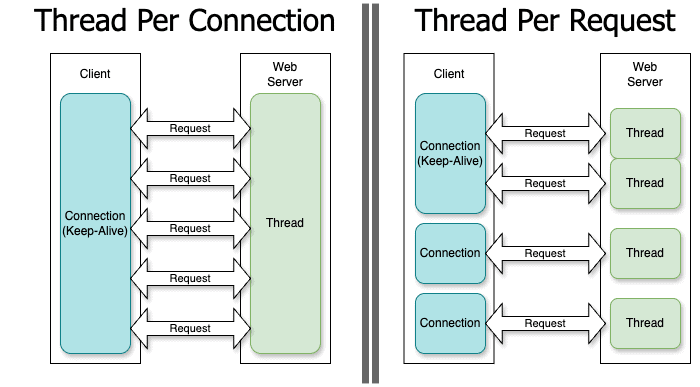 Thread Per Connection
Client
Web
Server
Connection
(Keep-Alive)
Request
Request
Request
Request
Request
Thread
Thread Per Request
Client
Web
Server
Connection
(Keep-Alive)
Request
Thread
Request
Thread
Connection
Request
Thread
Connection
Request
Thread